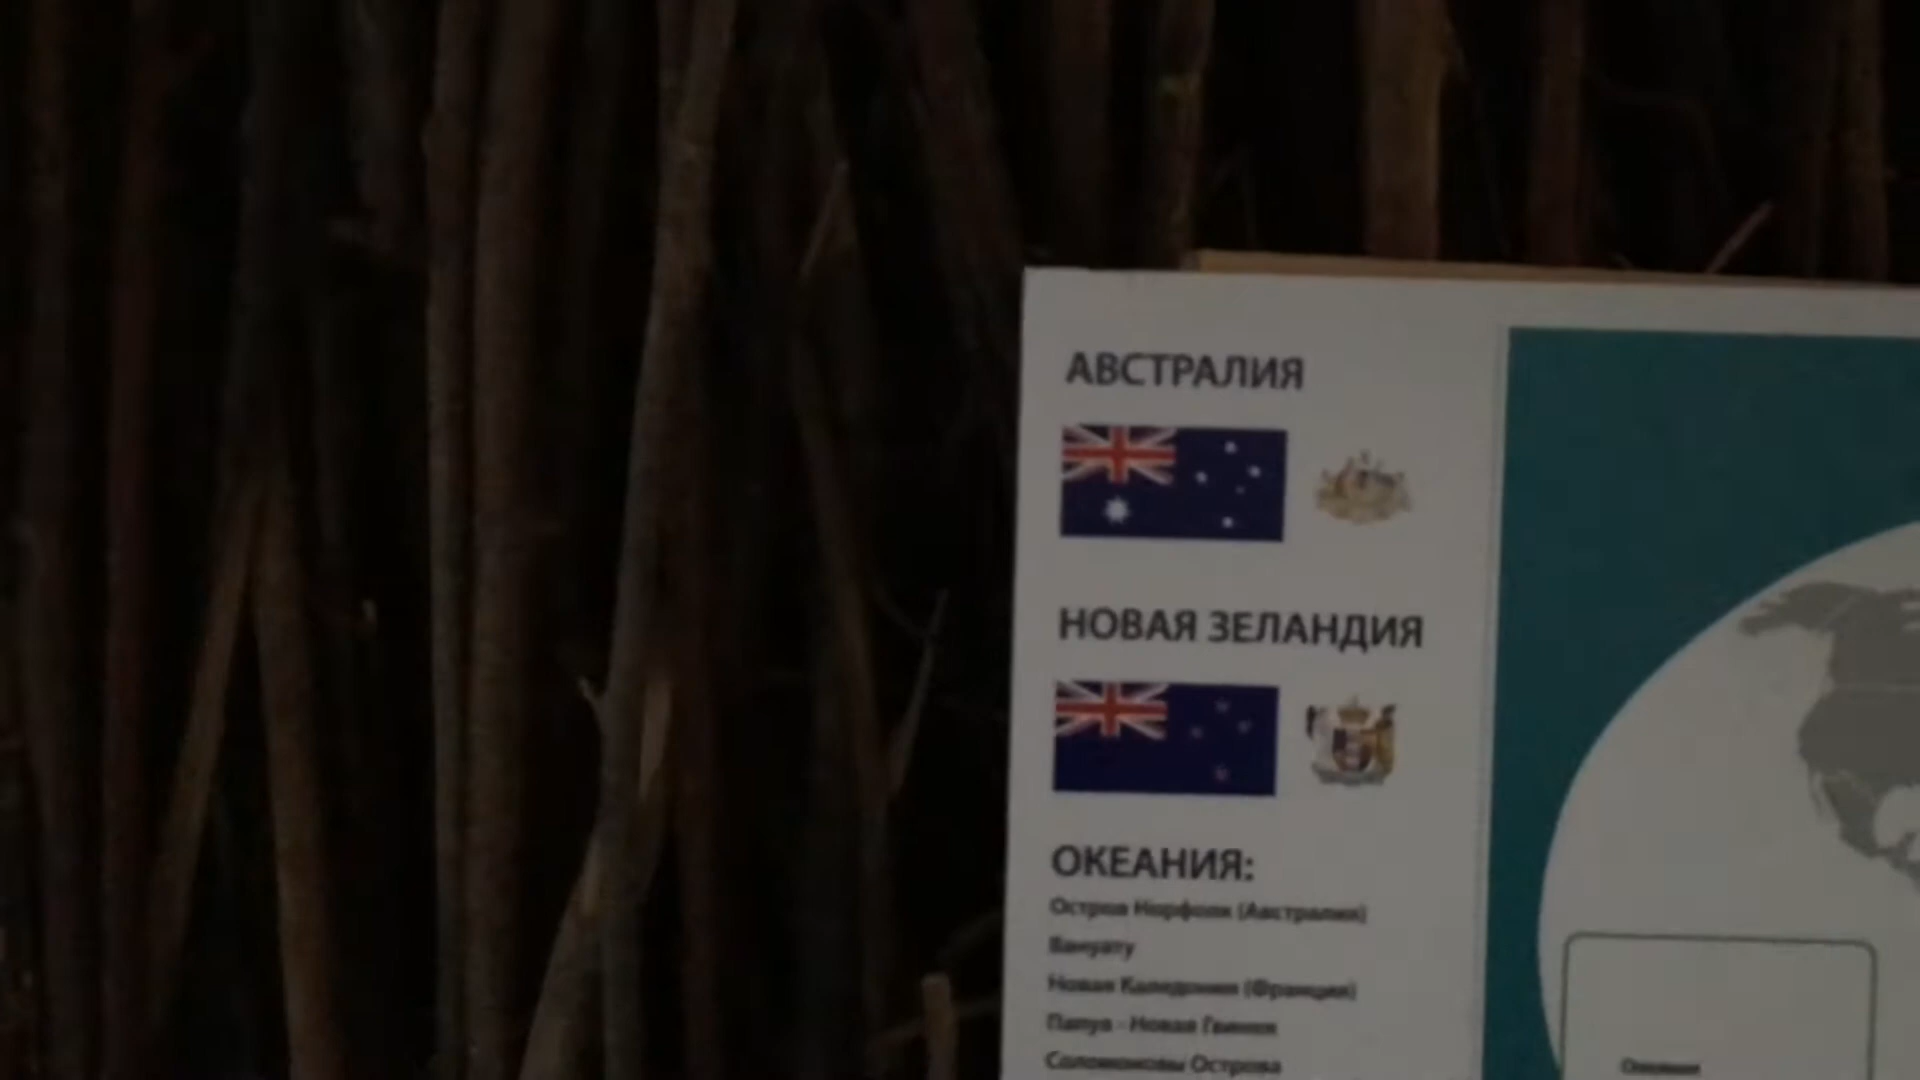 АВСТРАЛИЯ
НОВАЯ ЗЕЛАНДИЯ
ОКЕАНИЯ:
Остров Норфолк (Австралия)
Вануату
Новая Каледония (Франция)
Папуа - Новая Гвинея
Соломоновы Острова